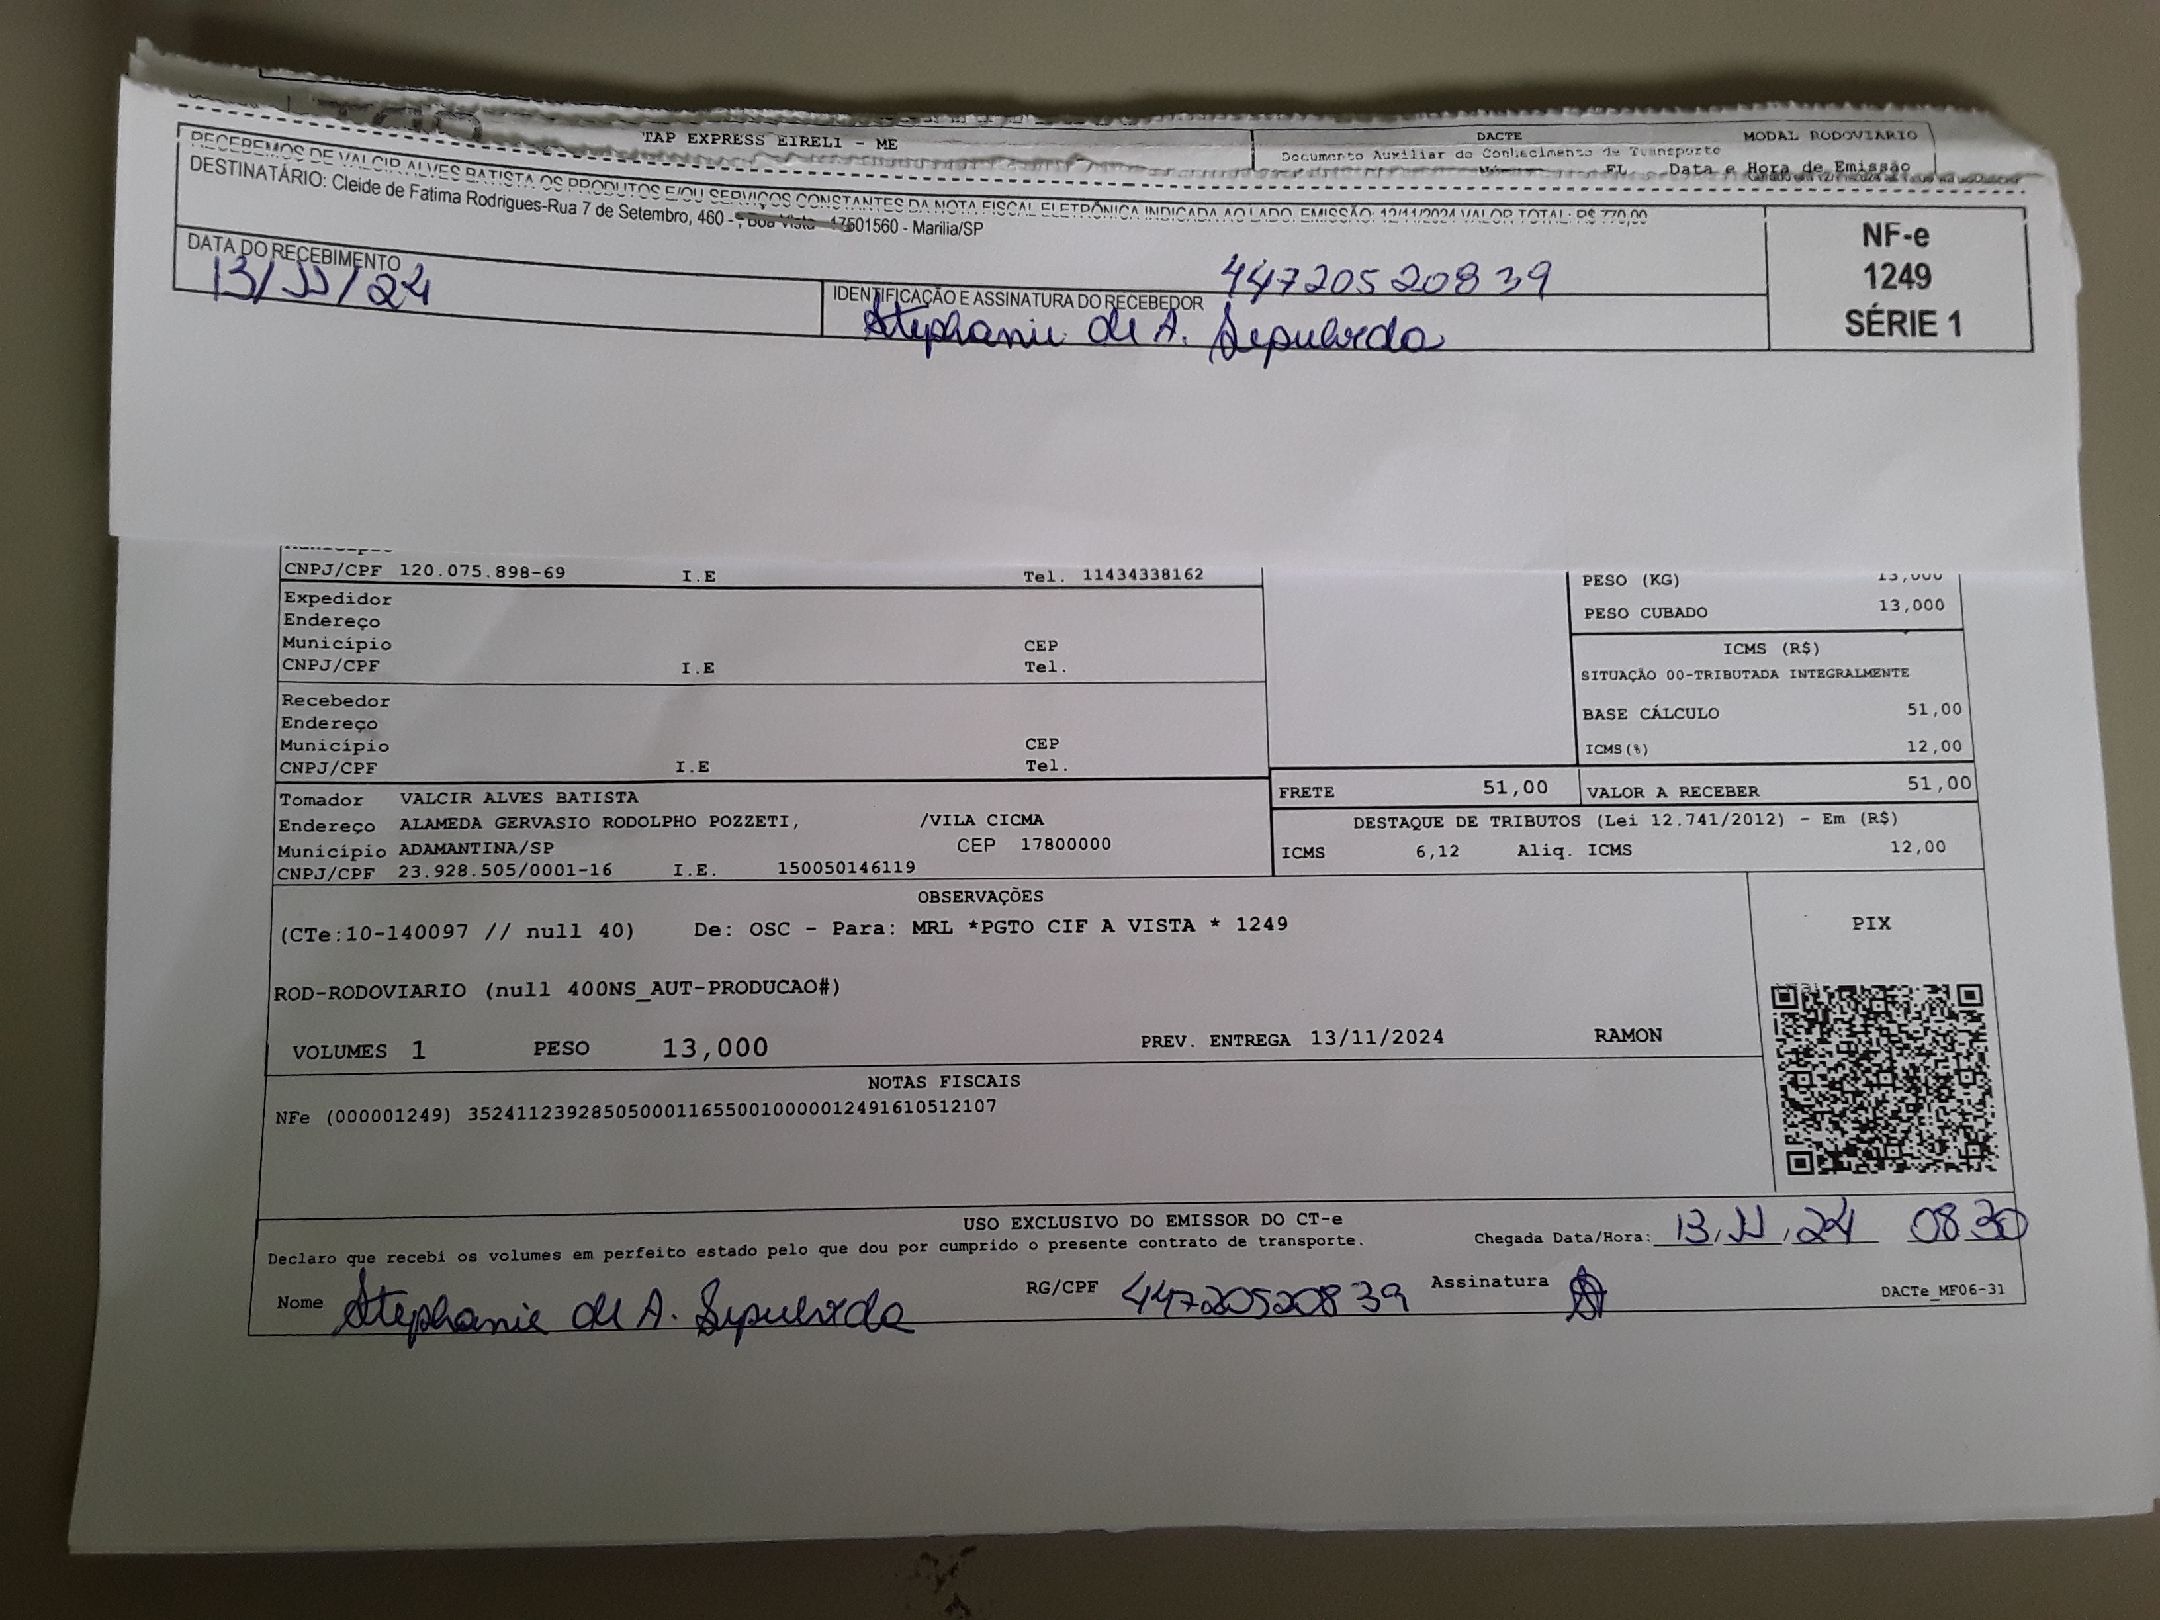 TAP EXPRESS EIRELI - ME
DACTE
MODAL RODOVIARIO
Documento Auxiliar do Conhecimento de Transporte
FL Data e Hora de Emissão
RECEBEMOS DE VALCIR ALVES BATISTA OS PRODUTOS E/OU SERVIÇOS CONSTANTES DA NOTA FISCAL ELETRÔNICA INDICADA AO LADO. EMISSÃO: 12/11/2024 VALOR TOTAL: R$ 770,00
DESTINATÁRIO: Cleide de Fatima Rodrigues-Rua 7 de Setembro, 460 - Boa Vista 17501560 - Marilia/SP
NF-e
1249
SÉRIE 1
DATA DO RECEBIMENTO
13/11/24
IDENTIFICAÇÃO E ASSINATURA DO RECEBEDOR
44720520839
Stephanie de A. Sepulveda
CNPJ/CPF 120.075.898-69 I.E Tel. 11434338162
Expedidor
Endereço
Município CEP
CNPJ/CPF I.E Tel.
Recebedor
Endereço
Município CEP
CNPJ/CPF I.E Tel.
Tomador VALCIR ALVES BATISTA
Endereço ALAMEDA GERVASIO RODOLPHO POZZETI, /VILA CICMA
Município ADAMANTINA/SP CEP 17800000
CNPJ/CPF 23.928.505/0001-16 I.E. 150050146119
PESO (KG) 13,000
PESO CUBADO 13,000
ICMS (R$)
SITUAÇÃO 00-TRIBUTADA INTEGRALMENTE
BASE CÁLCULO 51,00
ICMS(%) 12,00
FRETE 51,00 VALOR A RECEBER 51,00
DESTAQUE DE TRIBUTOS (Lei 12.741/2012) - Em (R$)
ICMS 6,12 Aliq. ICMS 12,00
OBSERVAÇÕES
(CTe:10-140097 // null 40) De: OSC - Para: MRL *PGTO CIF A VISTA * 1249
ROD-RODOVIARIO (null 400NS_AUT-PRODUCAO#)
VOLUMES 1 PESO 13,000 PREV. ENTREGA 13/11/2024 RAMON
PIX
NOTAS FISCAIS
NFe (000001249) 35241123928505000116550010000012491610512107
USO EXCLUSIVO DO EMISSOR DO CT-e
Declaro que recebi os volumes em perfeito estado pelo que dou por cumprido o presente contrato de transporte.
Chegada Data/Hora: 13/11/24 0830
Nome Stephanie de A. Sepulveda RG/CPF 44720520839 Assinatura
DACTe_MF06-31